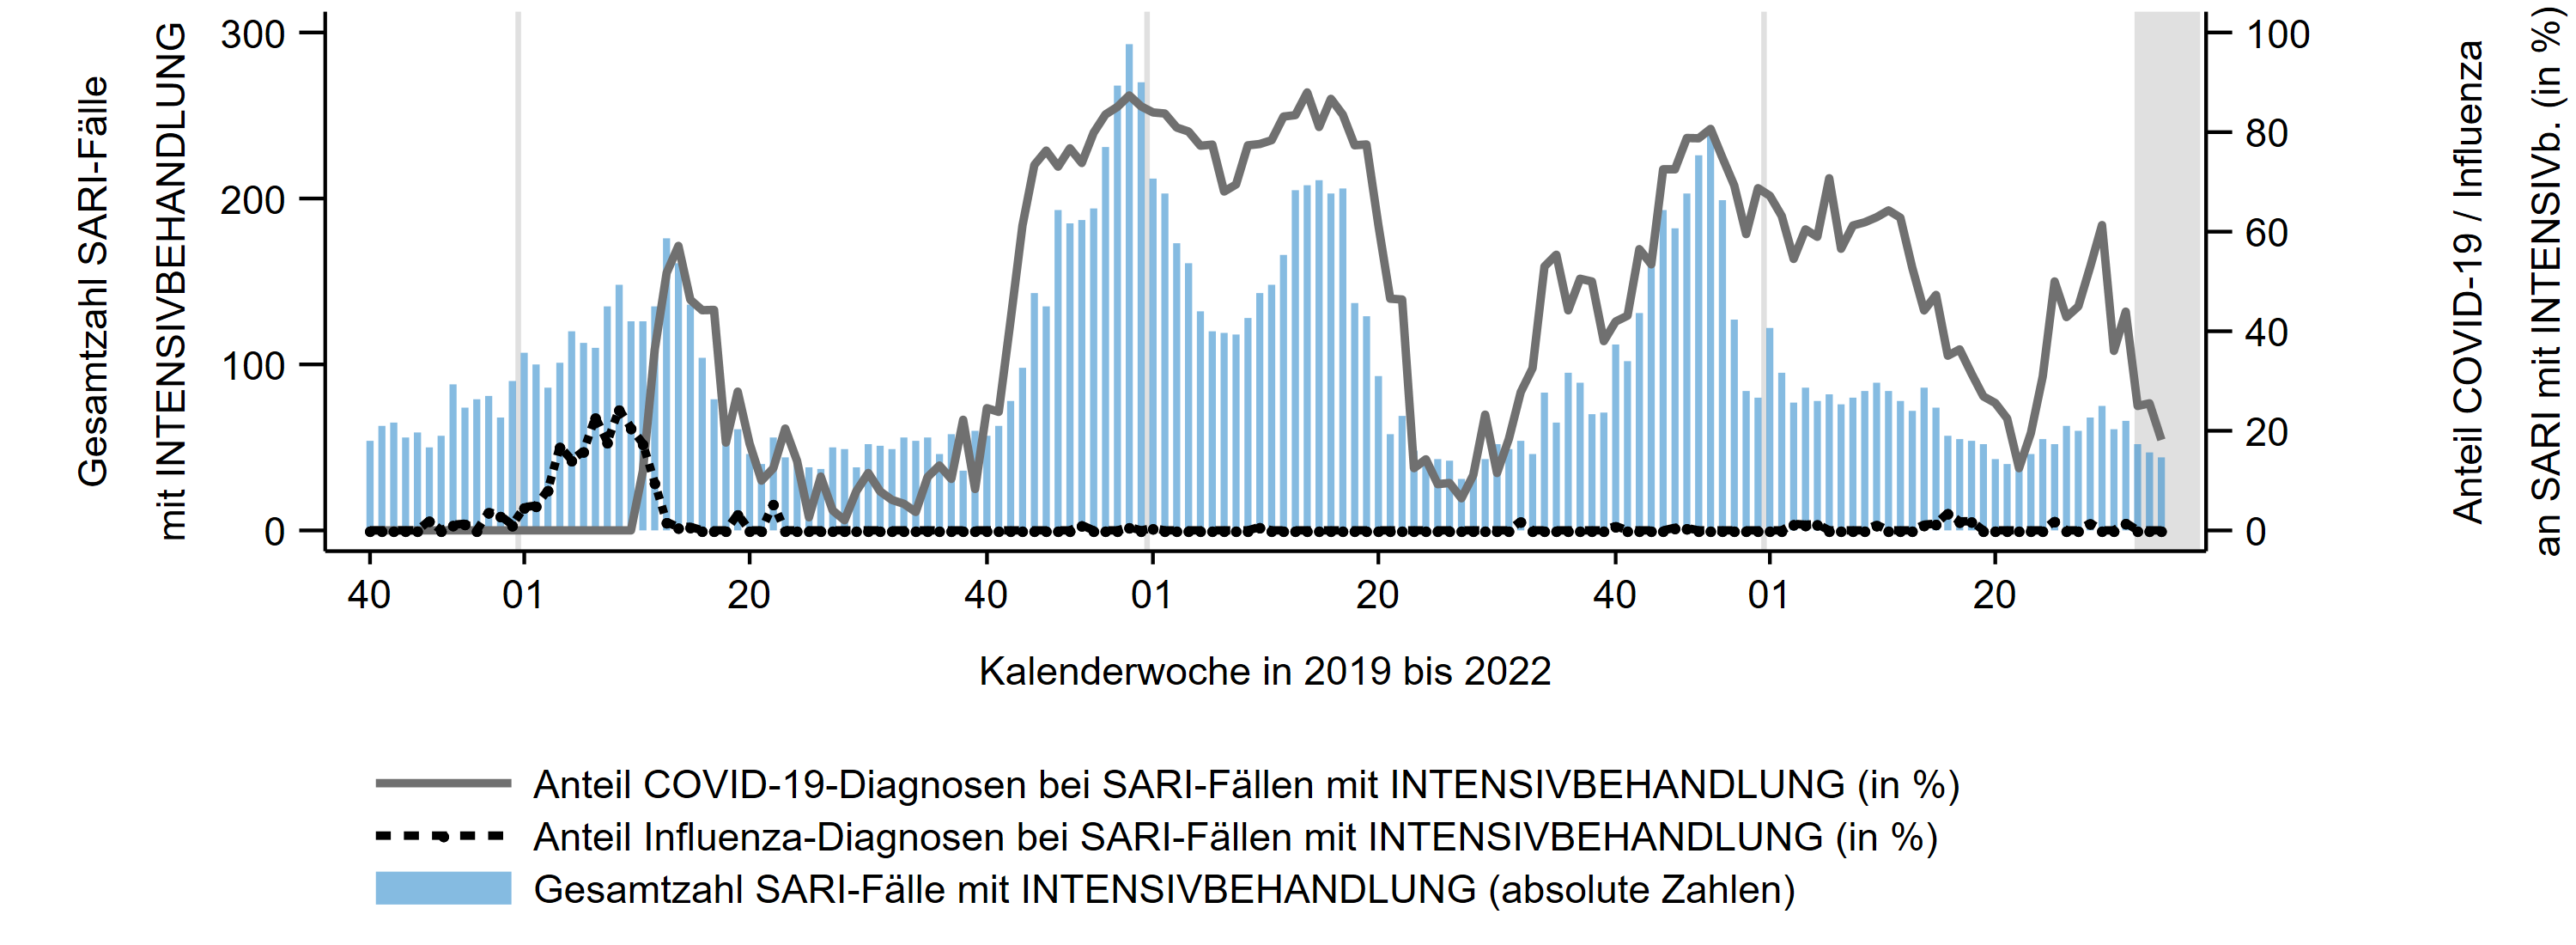 Gesamtzahl SARI-Fälle
mit INTENSIVBEHANDLUNG
300
200
100
0
100
80
60
40
20
0
Anteil COVID-19 / Influenza
an SARI mit INTENSIVb. (in %)
40 01 20 40 01 20 40 01 20
Kalenderwoche in 2019 bis 2022
Anteil COVID-19-Diagnosen bei SARI-Fällen mit INTENSIVBEHANDLUNG (in %)
Anteil Influenza-Diagnosen bei SARI-Fällen mit INTENSIVBEHANDLUNG (in %)
Gesamtzahl SARI-Fälle mit INTENSIVBEHANDLUNG (absolute Zahlen)